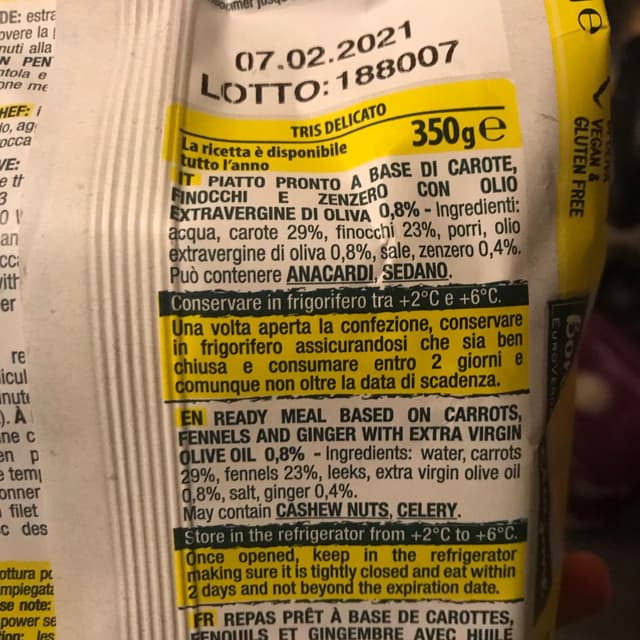 07.02.2021
LOTTO: 188007
TRIS DELICATO
350g e
La ricetta è disponibile
tutto l'anno
IT PIATTO PRONTO A BASE DI CAROTE,
FINOCCHI E ZENZERO CON OLIO
EXTRAVERGINE DI OLIVA 0,8% - Ingredienti:
acqua, carote 29%, finocchi 23%, porri, olio
extravergine di oliva 0,8%, sale, zenzero 0,4%.
Può contenere ANACARDI, SEDANO.
Conservare in frigorifero tra +2°C e +6°C.
Una volta aperta la confezione, conservare
in frigorifero assicurandosi che sia ben
chiusa e consumare entro 2 giorni e
comunque non oltre la data di scadenza.
EN READY MEAL BASED ON CARROTS,
FENNELS AND GINGER WITH EXTRA VIRGIN
OLIVE OIL 0,8% - Ingredients: water, carrots
29%, fennels 23%, leeks, extra virgin olive oil
0,8%, salt, ginger 0,4%.
May contain CASHEW NUTS, CELERY.
Store in the refrigerator from +2°C to +6°C.
Once opened, keep in the refrigerator
making sure it is tightly closed and eat within
2 days and not beyond the expiration date.
FR REPAS PRÊT À BASE DE CAROTTES,
FENOUILS ET GINGEMBRE AVEC HUILE
VEGAN &
GLUTEN FREE